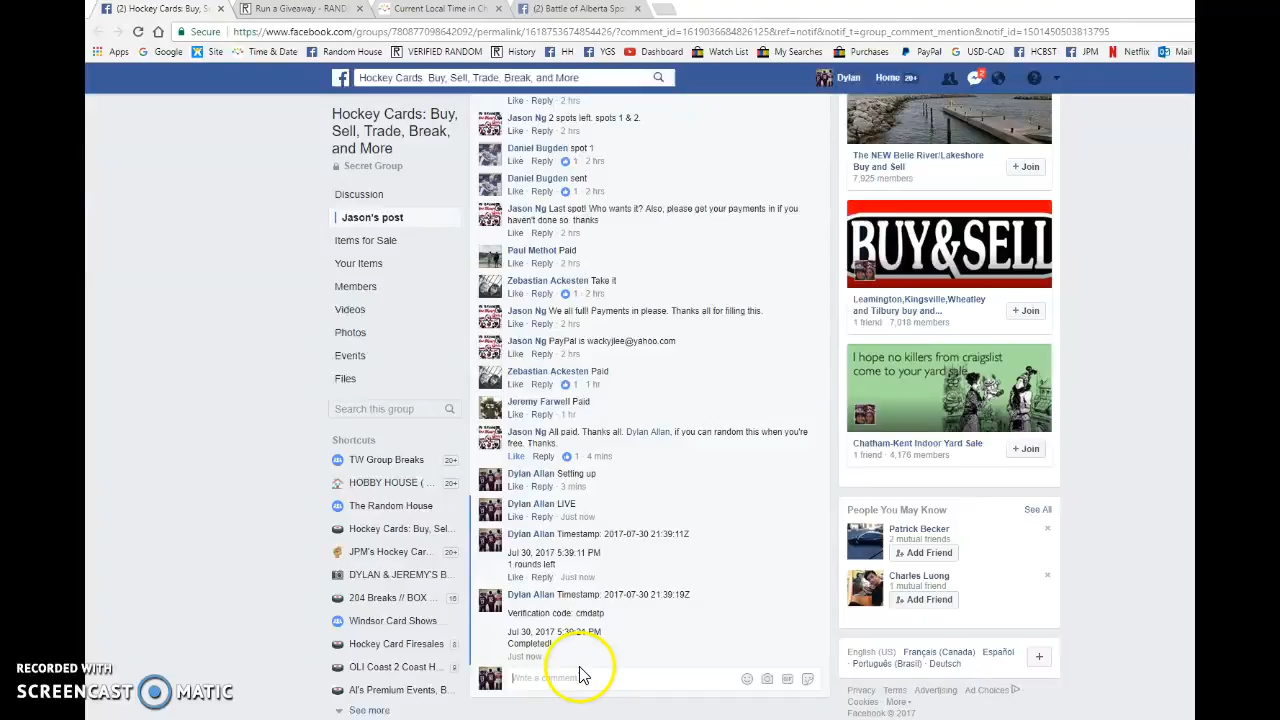 (2) Hockey Cards: Buy, S
Run a Giveaway - RAND
Current Local Time in C
(2) Battle of Alberta Spo
Secure
https://www.facebook.com/groups/780877098642092/permalink/1618753674854426/?comment_id=1619036684826125&ref=notif&notif_t=group_comment_mention&notif_id=1501450503813795
Apps
Google
Site
Time & Date
Random House
VERIFIED RANDOM
History
HH
YGS
Dashboard
Watch List
My Searches
Purchases
PayPal
USD-CAD
HCBST
JPM
Netflix
Mail
Hockey Cards: Buy, Sell, Trade, Break, and More
Dylan
Home 20+
2
Hockey Cards: Buy,
Sell, Trade, Break,
and More
Secret Group
Discussion
Jason's post
Items for Sale
Your Items
Members
Videos
Photos
Events
Files
Search this group
Shortcuts
TW Group Breaks 20+
HOBBY HOUSE ( ... 20+
The Random House
Hockey Cards: Buy, Sel...
JPM's Hockey Car... 20+
DYLAN & JEREMY'S B...
204 Breaks // BOX ... 16
Windsor Card Shows
Hockey Card Firesales 8
OLI Coast 2 Coast H... 9
Al's Premium Events, B...
See more
Like · Reply · 2 hrs
Jason Ng 2 spots left. spots 1 & 2.
Like · Reply · 2 hrs
Daniel Bugden spot 1
Like · Reply · 1 · 2 hrs
Daniel Bugden sent
Like · Reply · 1 · 2 hrs
Jason Ng Last spot! Who wants it? Also, please get your payments in if you
haven't done so. thanks
Like · Reply · 2 hrs
Paul Methot Paid
Like · Reply · 2 hrs
Zebastian Ackesten Take it
Like · Reply · 1 · 2 hrs
Jason Ng We all full! Payments in please. Thanks all for filling this.
Like · Reply · 2 hrs
Jason Ng PayPal is wackyjlee@yahoo.com
Like · Reply · 2 hrs
Zebastian Ackesten Paid
Like · Reply · 1 · 1 hr
Jeremy Farwell Paid
Like · Reply · 1 hr
Jason Ng All paid. Thanks all. Dylan Allan, if you can random this when you're
free. Thanks.
Like · Reply · 1 · 4 mins
Dylan Allan Setting up
Like · Reply · 3 mins
Dylan Allan LIVE
Like · Reply · Just now
Dylan Allan Timestamp: 2017-07-30 21:39:11Z
Jul 30, 2017 5:39:11 PM
1 rounds left
Like · Reply · Just now
Dylan Allan Timestamp: 2017-07-30 21:39:19Z
Verification code: cmdatp
Jul 30, 2017 5:39:21 PM
Completed!
Just now
Write a comment...
The NEW Belle River/Lakeshore
Buy and Sell
7,925 members
+ Join
BUY&SELL
Leamington,Kingsville,Wheatley
and Tilbury buy and...
1 friend · 7,018 members
+ Join
I hope no killers from craigslist
come to your yard sale
Chatham-Kent Indoor Yard Sale
1 friend · 4,176 members
+ Join
People You May Know
See All
Patrick Becker
2 mutual friends
Add Friend
Charles Luong
1 mutual friend
Add Friend
English (US) · Français (Canada) · Español ·
Português (Brasil) · Deutsch
Privacy · Terms · Advertising · Ad Choices
Cookies · More
Facebook © 2017
RECORDED WITH
SCREENCAST MATIC